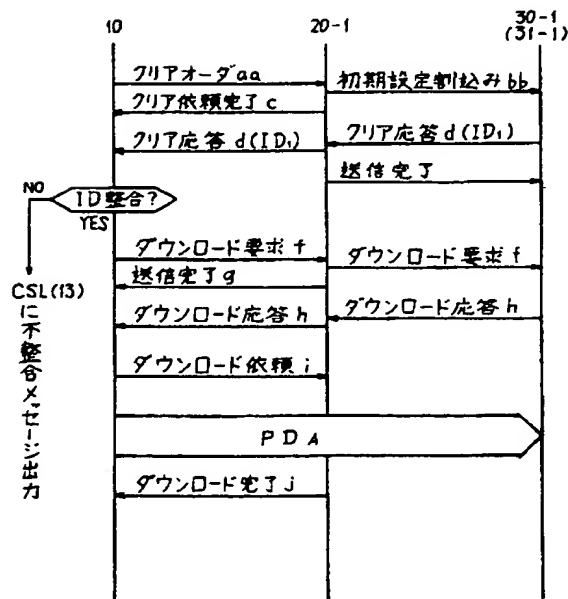 10
20-1
30-1
(31-1)
クリアオーダaa
初期設定割込みbb
クリア依頼完了c
クリア応答d(ID₁)
クリア応答d(ID₁)
送信完了
NO
ID整合?
YES
ダウンロード要求f
ダウンロード要求f
送信完了g
CSL(13)
に不整合メッセージ出力
ダウンロード応答h
ダウンロード応答h
ダウンロード依頼i
PDA
ダウンロード完了j